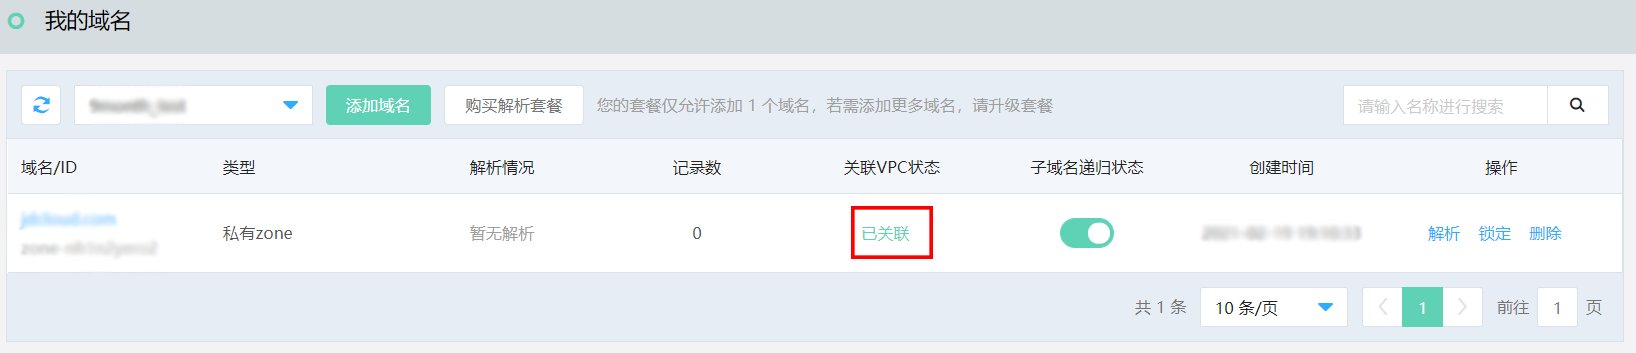 我的域名
添加域名 购买解析套餐 您的套餐仅允许添加 1 个域名，若需添加更多域名，请升级套餐 请输入名称进行搜索
域名/ID 类型 解析情况 记录数 关联VPC状态 子域名递归状态 创建时间 操作
私有zone 暂无解析 0 已关联 解析 锁定 删除
共 1 条 10 条/页 1 前往 1 页